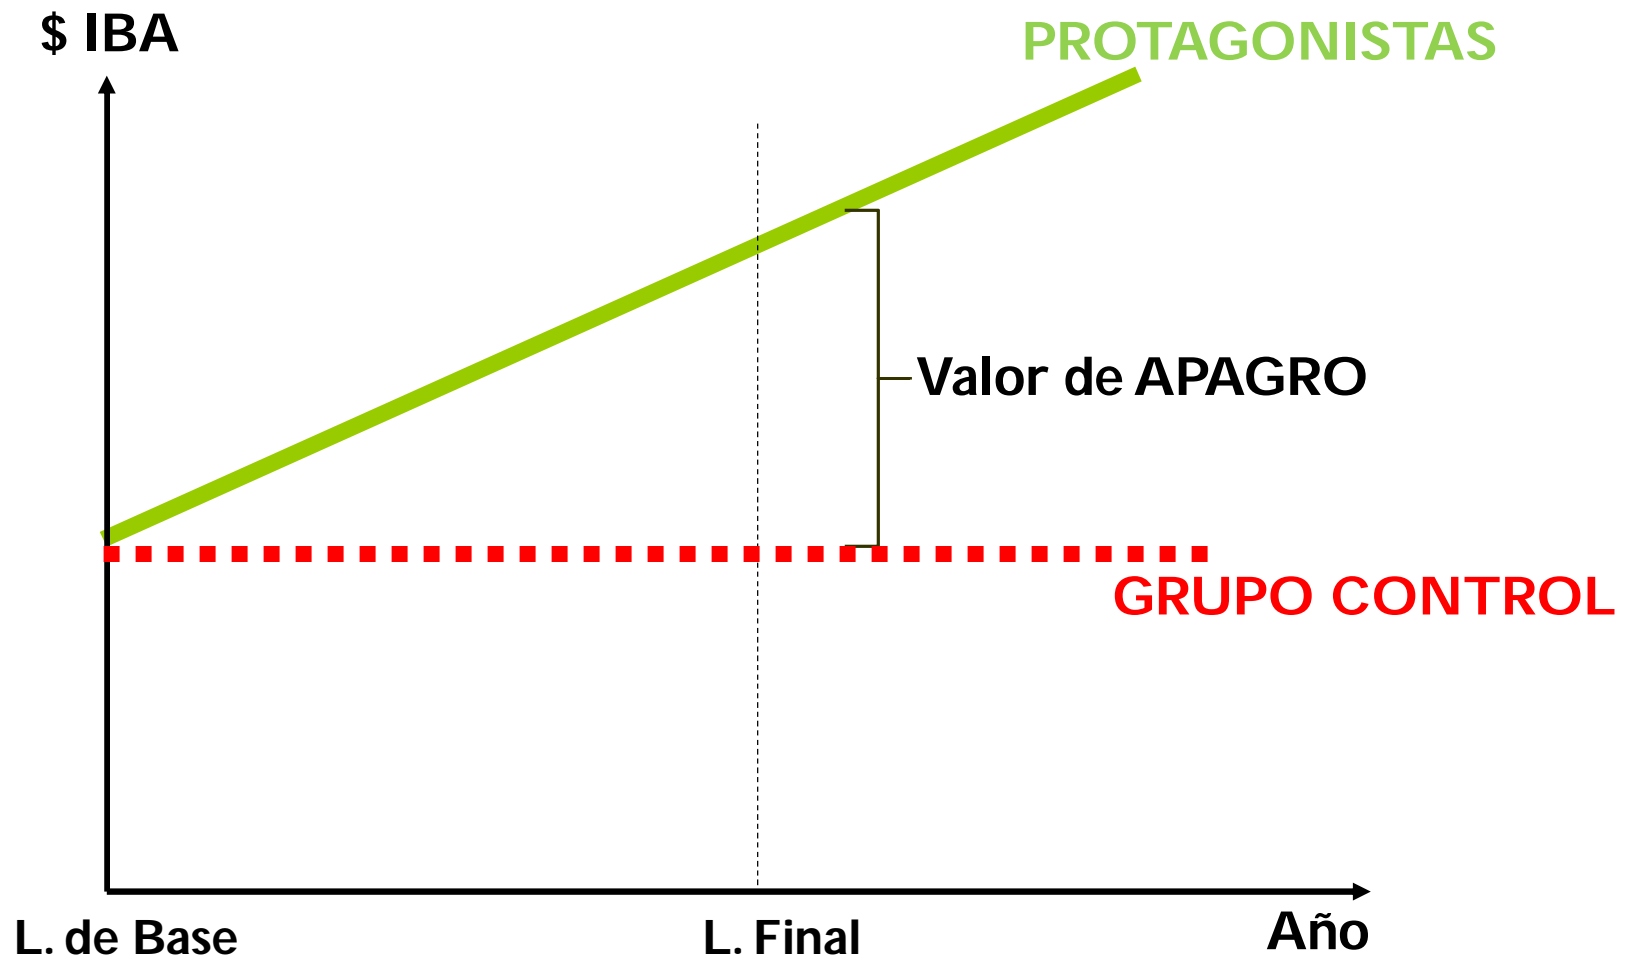 $ IBA
PROTAGONISTAS
Valor de APAGRO
GRUPO CONTROL
L. de Base
L. Final
Año